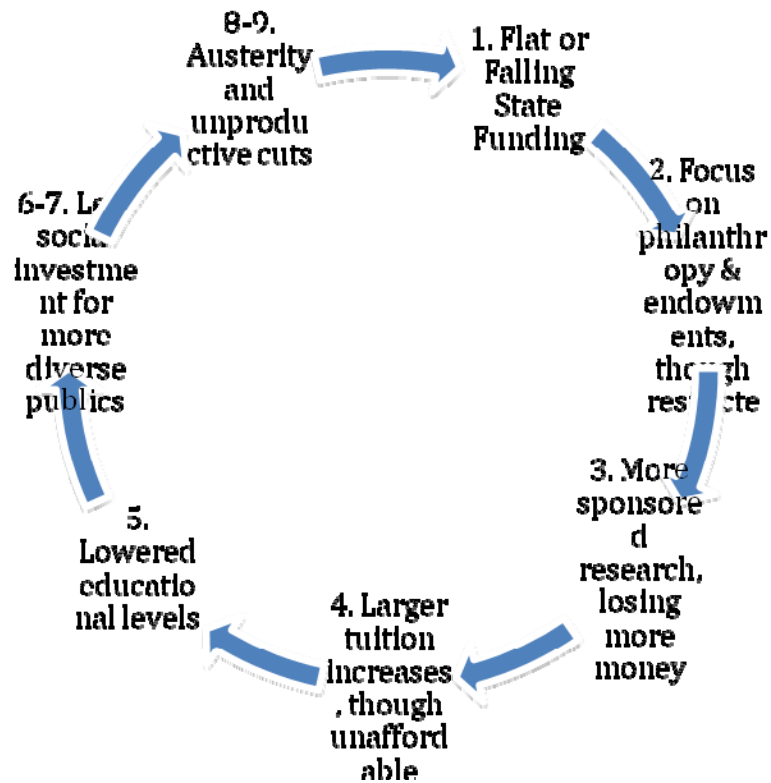 8-9.
Austerity
and
unprodu
ctive cuts
1. Flat or
Falling
State
Funding
2. Focus
on
philanthr
opy &
endowm
ents,
though
3. More
sponsore
d
research,
losing
more
money
4. Larger
tuition
increases
, though
unafford
able
5.
Lowered
educatio
nal levels
6-7.
investme
nt for
more
diverse
publics